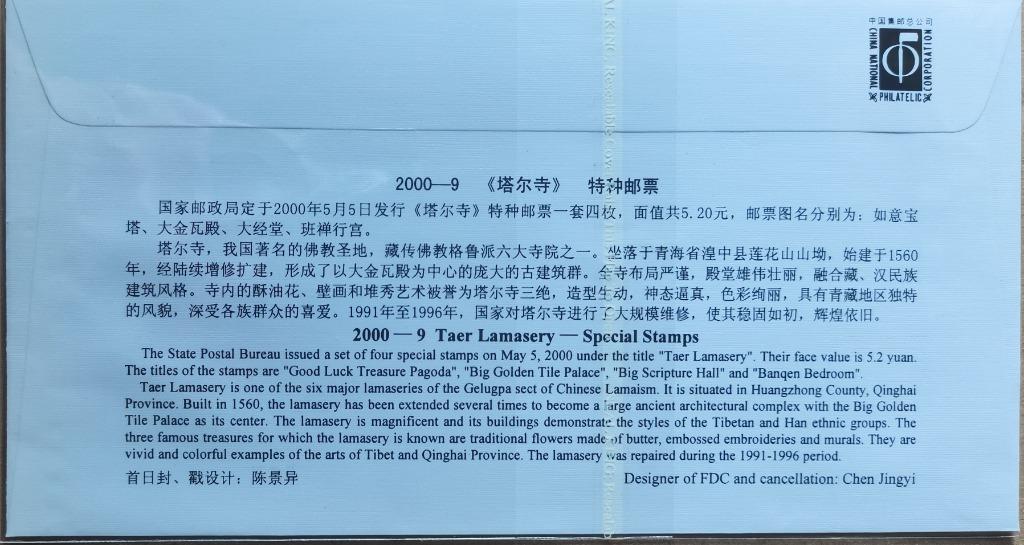 中国集邮总公司
CHINA NATIONAL
PHILATELIC
CORPORATION
2000—9 《塔尔寺》 特种邮票
国家邮政局定于2000年5月5日发行《塔尔寺》特种邮票一套四枚，面值共5.20元，邮票图名分别为：如意宝
塔、大金瓦殿、大经堂、班禅行宫。
塔尔寺，我国著名的佛教圣地，藏传佛教格鲁派六大寺院之一。坐落于青海省湟中县莲花山山坳，始建于1560
年，经陆续增修扩建，形成了以大金瓦殿为中心的庞大的古建筑群。全寺布局严谨，殿堂雄伟壮丽，融合藏、汉民族
建筑风格。寺内的酥油花、壁画和堆秀艺术被誉为塔尔寺三绝，造型生动，神态逼真，色彩绚丽，具有青藏地区独特
的风貌，深受各族群众的喜爱。1991年至1996年，国家对塔尔寺进行了大规模维修，使其稳固如初，辉煌依旧。
2000 — 9 Taer Lamasery — Special Stamps
The State Postal Bureau issued a set of four special stamps on May 5, 2000 under the title "Taer Lamasery". Their face value is 5.2 yuan.
The titles of the stamps are "Good Luck Treasure Pagoda", "Big Golden Tile Palace", "Big Scripture Hall" and "Banqen Bedroom".
Taer Lamasery is one of the six major lamaseries of the Gelugpa sect of Chinese Lamaism. It is situated in Huangzhong County, Qinghai
Province. Built in 1560, the lamasery has been extended several times to become a large ancient architectural complex with the Big Golden
Tile Palace as its center. The lamasery is magnificent and its buildings demonstrate the styles of the Tibetan and Han ethnic groups. The
three famous treasures for which the lamasery is known are traditional flowers made of butter, embossed embroideries and murals. They are
vivid and colorful examples of the arts of Tibet and Qinghai Province. The lamasery was repaired during the 1991-1996 period.
首日封、戳设计：陈景异
Designer of FDC and cancellation: Chen Jingyi